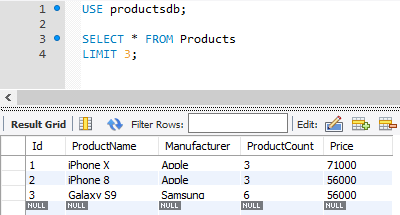 1 USE productsdb;
2
3 SELECT * FROM Products
4 LIMIT 3;
Result Grid Filter Rows: Edit:
Id ProductName Manufacturer ProductCount Price
1 iPhone X Apple 3 71000
2 iPhone 8 Apple 3 56000
3 Galaxy S9 Samsung 6 56000
NULL NULL NULL NULL NULL